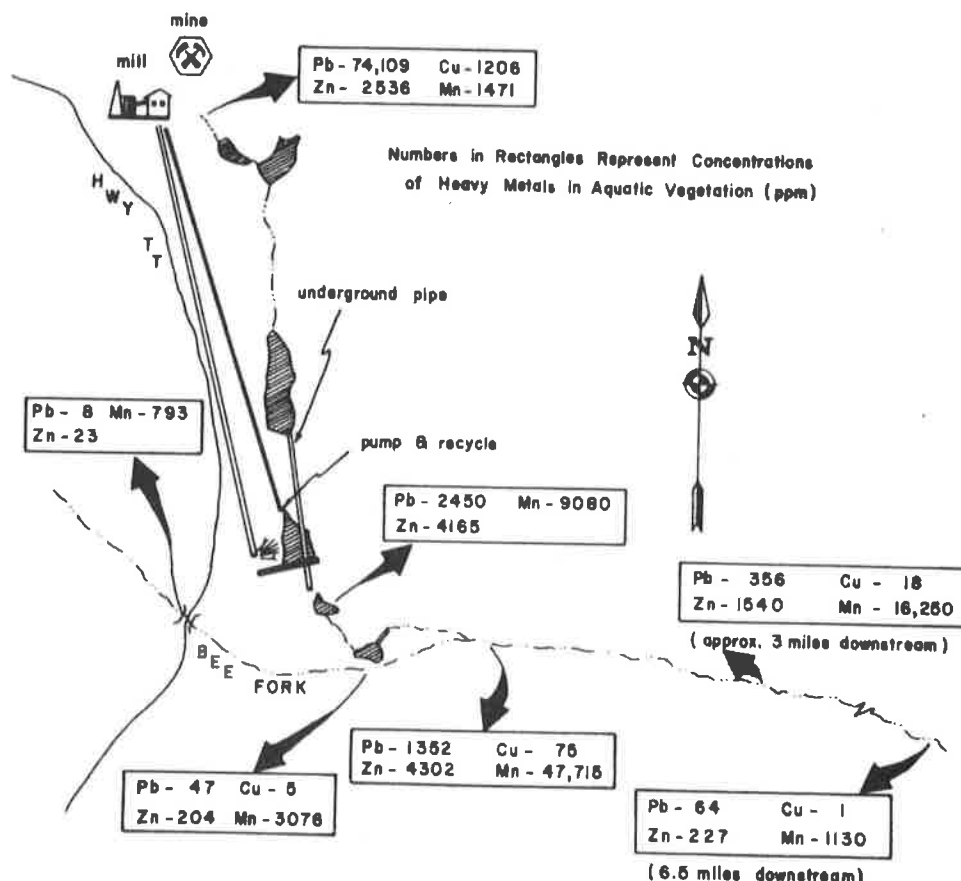 mine
mill
Pb - 74,109 Cu - 1206
Zn - 2536 Mn - 1471
Numbers in Rectangles Represent Concentrations
of Heavy Metals in Aquatic Vegetation (ppm)
HWY TT
underground pipe
N
Pb - 8 Mn - 793
Zn - 23
pump & recycle
Pb - 2450 Mn - 9080
Zn - 4165
Pb - 356 Cu - 18
Zn - 1540 Mn - 16,250
(approx. 3 miles downstream)
BEE FORK
Pb - 1352 Cu - 75
Zn - 4302 Mn - 47,715
Pb - 47 Cu - 5
Zn - 204 Mn - 3076
Pb - 64 Cu - 1
Zn - 227 Mn - 1130
(6.5 miles downstream)